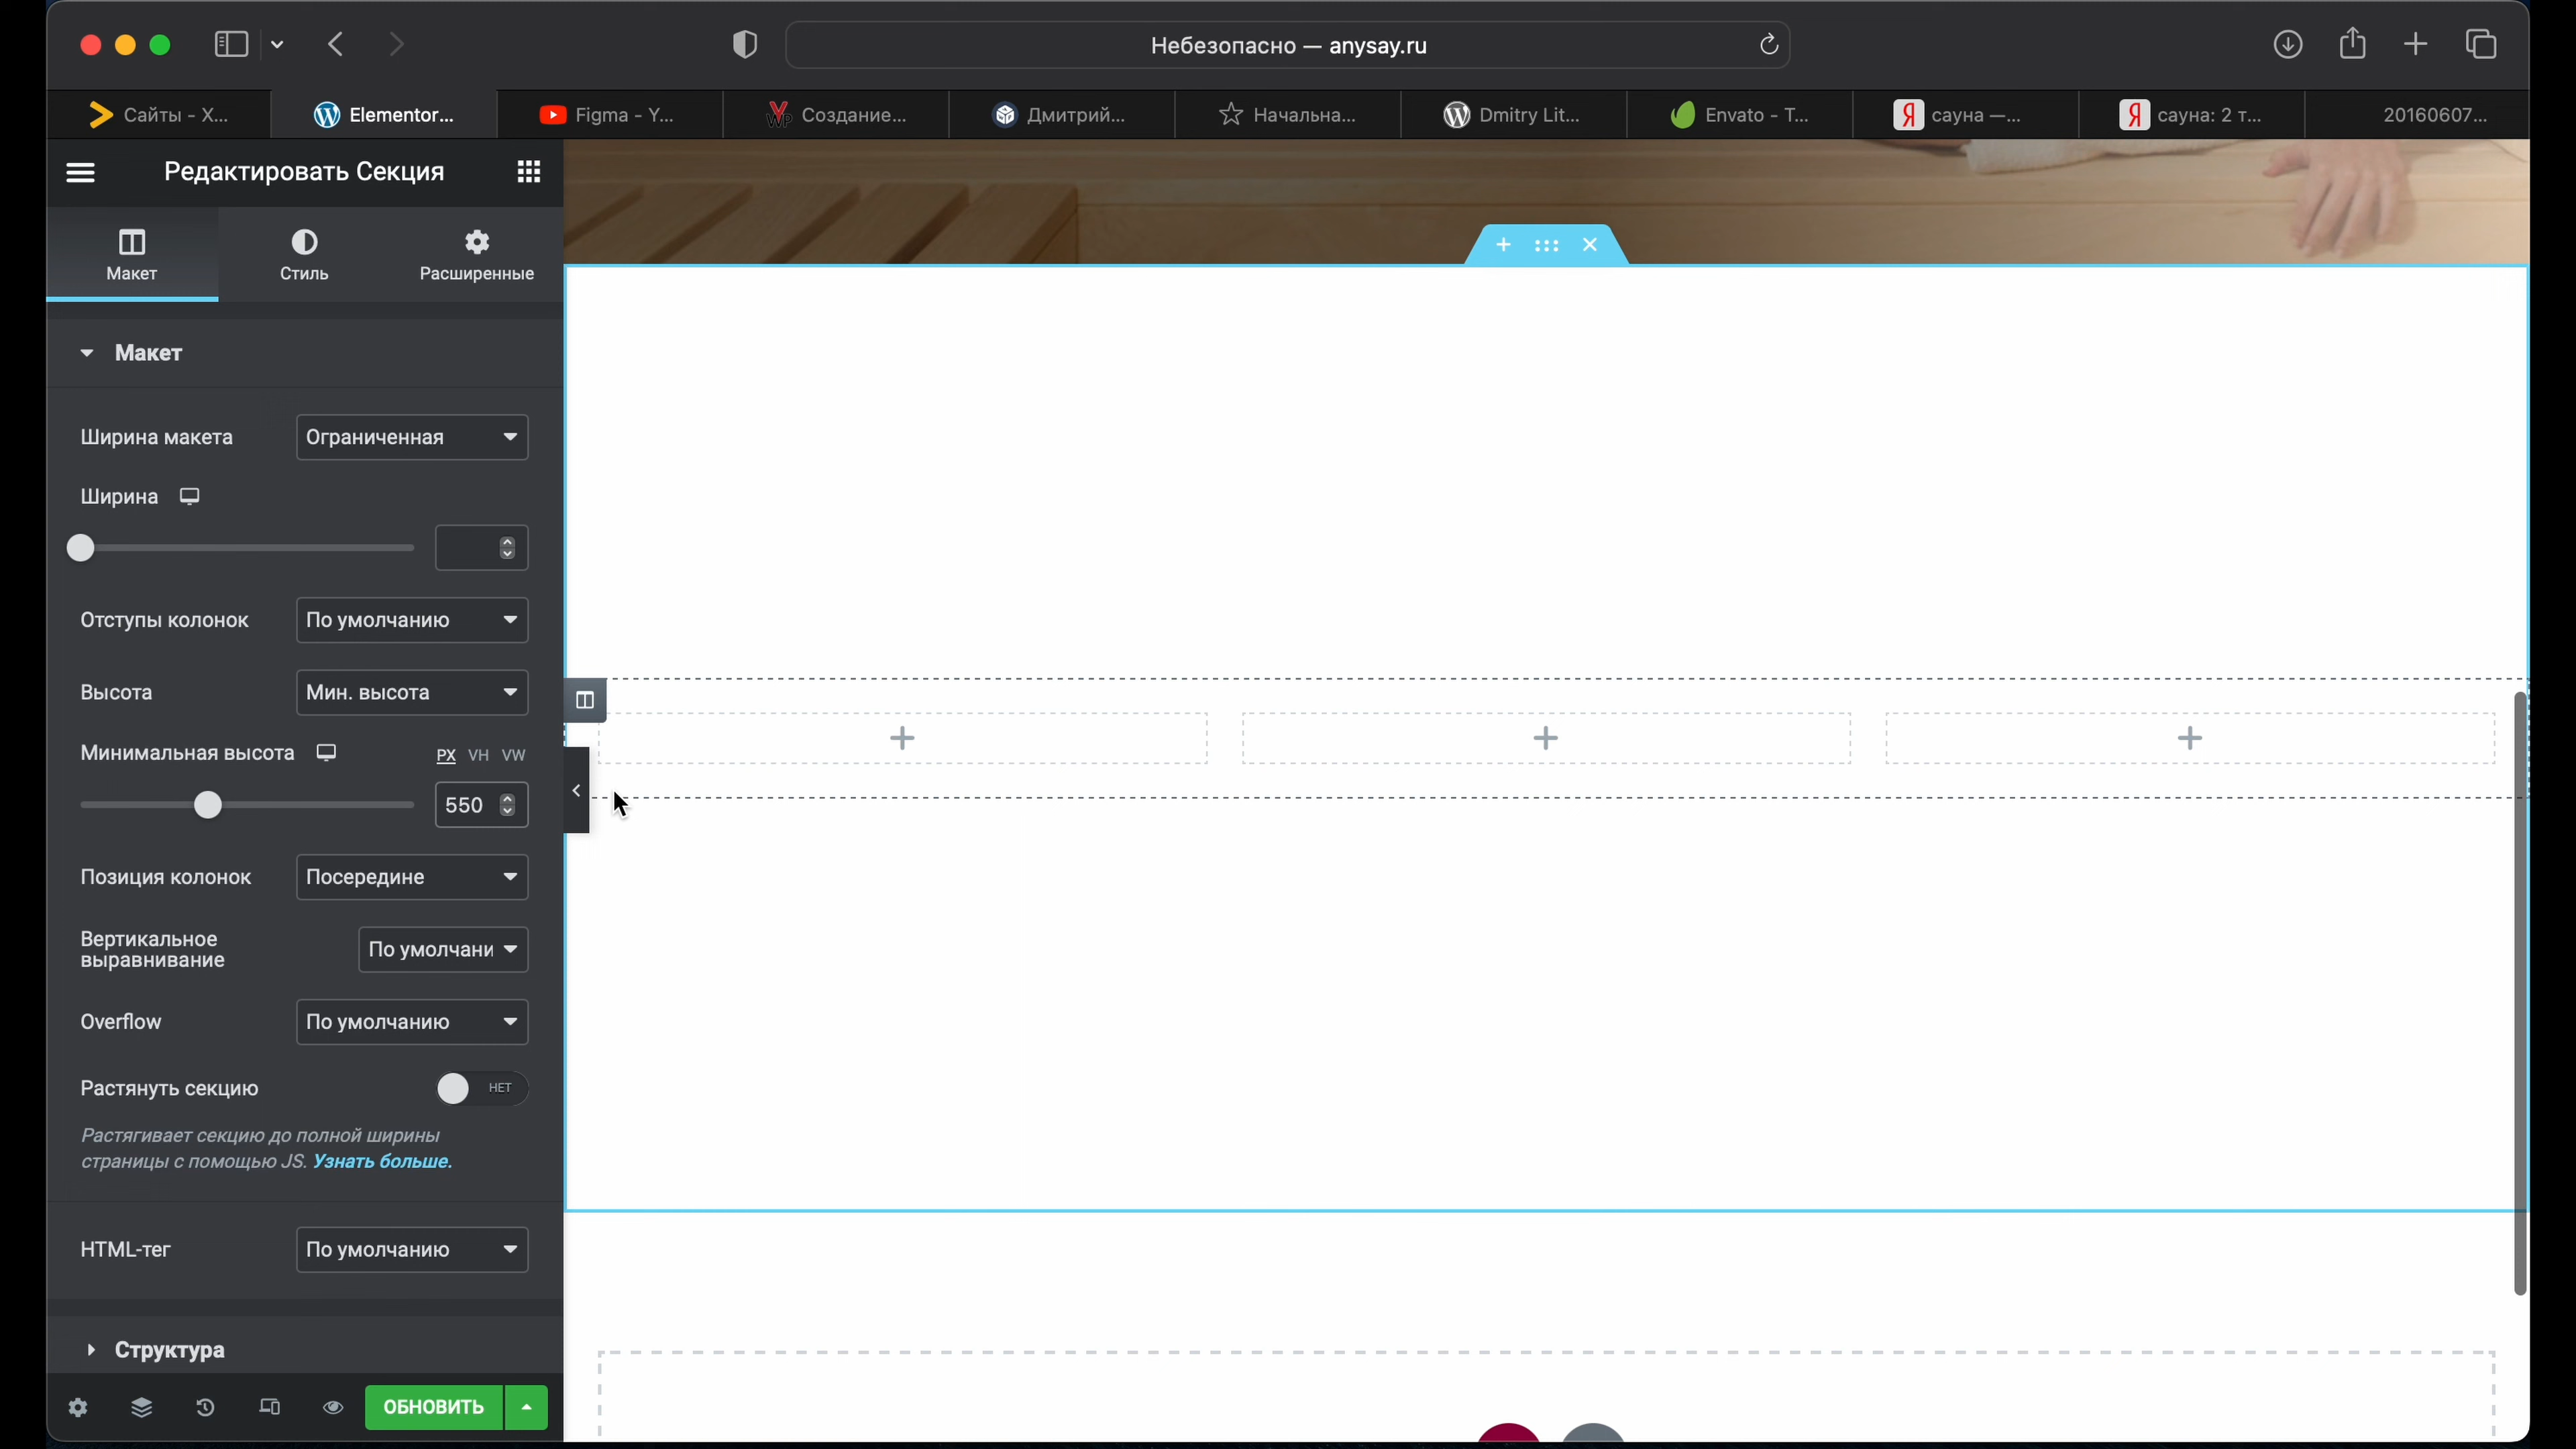 Небезопасно — anysay.ru
Сайты - X...
Elementor...
Figma - Y...
Создание...
Дмитрий...
Начальна...
Dmitry Lit...
Envato - T...
сауна —...
сауна: 2 т...
20160607...
Редактировать Секция
Макет
Стиль
Расширенные
Макет
Ширина макета
Ограниченная
Ширина
Отступы колонок
По умолчанию
Высота
Мин. высота
Минимальная высота
PX VH VW
550
Позиция колонок
Посередине
Вертикальное
выравнивание
По умолчани
Overflow
По умолчанию
Растянуть секцию
НЕТ
Растягивает секцию до полной ширины
страницы с помощью JS. Узнать больше.
HTML-тег
По умолчанию
Структура
ОБНОВИТЬ